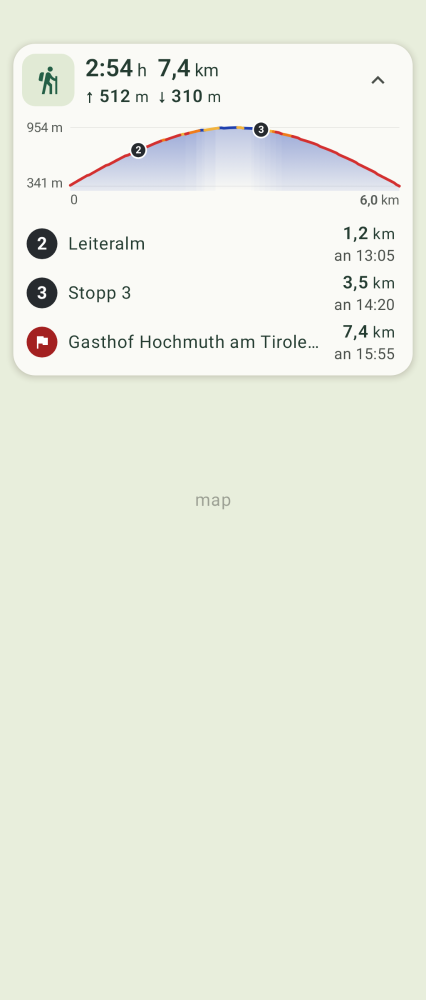 2:54 h 7,4 km
↑ 512 m ↓ 310 m
954 m
2
3
341 m
0
6,0 km
2 Leiteralm 1,2 km
an 13:05
3 Stopp 3 3,5 km
an 14:20
Gasthof Hochmuth am Tirole... 7,4 km
an 15:55
map